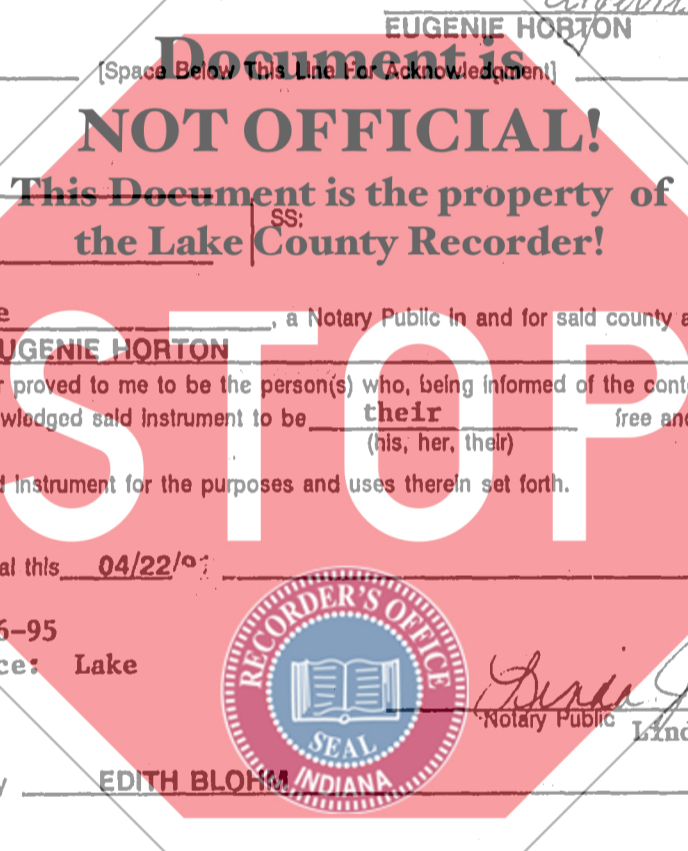 EUGENIE HORTON
[Space Below This Line For Acknowledgment]
Document is
NOT OFFICIAL!
This Document is the property of
the Lake County Recorder!
SS:
e, a Notary Public in and for said county a
UGENIE HORTON
r proved to me to be the person(s) who, being informed of the cont
wledged said instrument to be their free and
(his, her, their)
d instrument for the purposes and uses therein set forth.
STOP
al this 04/22/9
6-95
ce: Lake
RECORDER'S OFFICE
SEAL
INDIANA
Linda J
Notary Public Lind
y EDITH BLOHM